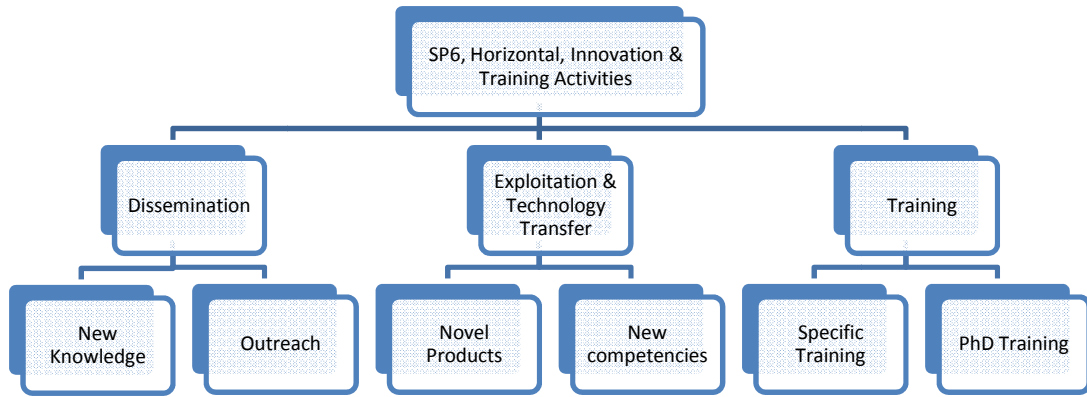 SP6, Horizontal, Innovation &
Training Activities
Dissemination
Exploitation &
Technology
Transfer
Training
New
Knowledge
Outreach
Novel
Products
New
competencies
Specific
Training
PhD Training